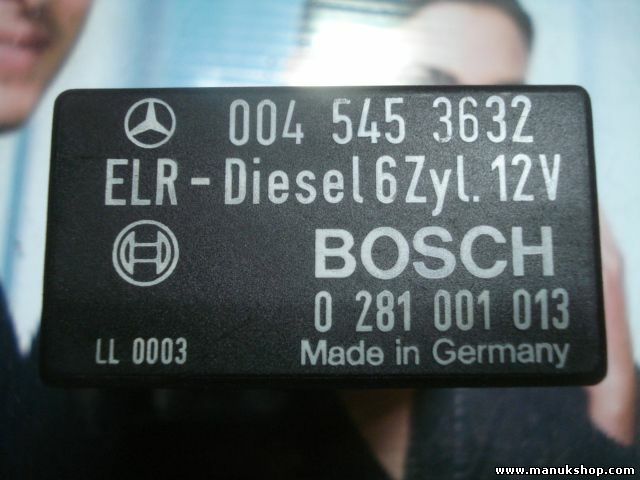 004 545 3632
ELR - Diesel 6Zyl. 12V
BOSCH
0 281 001 013
LL 0003 Made in Germany
www.manukshop.com